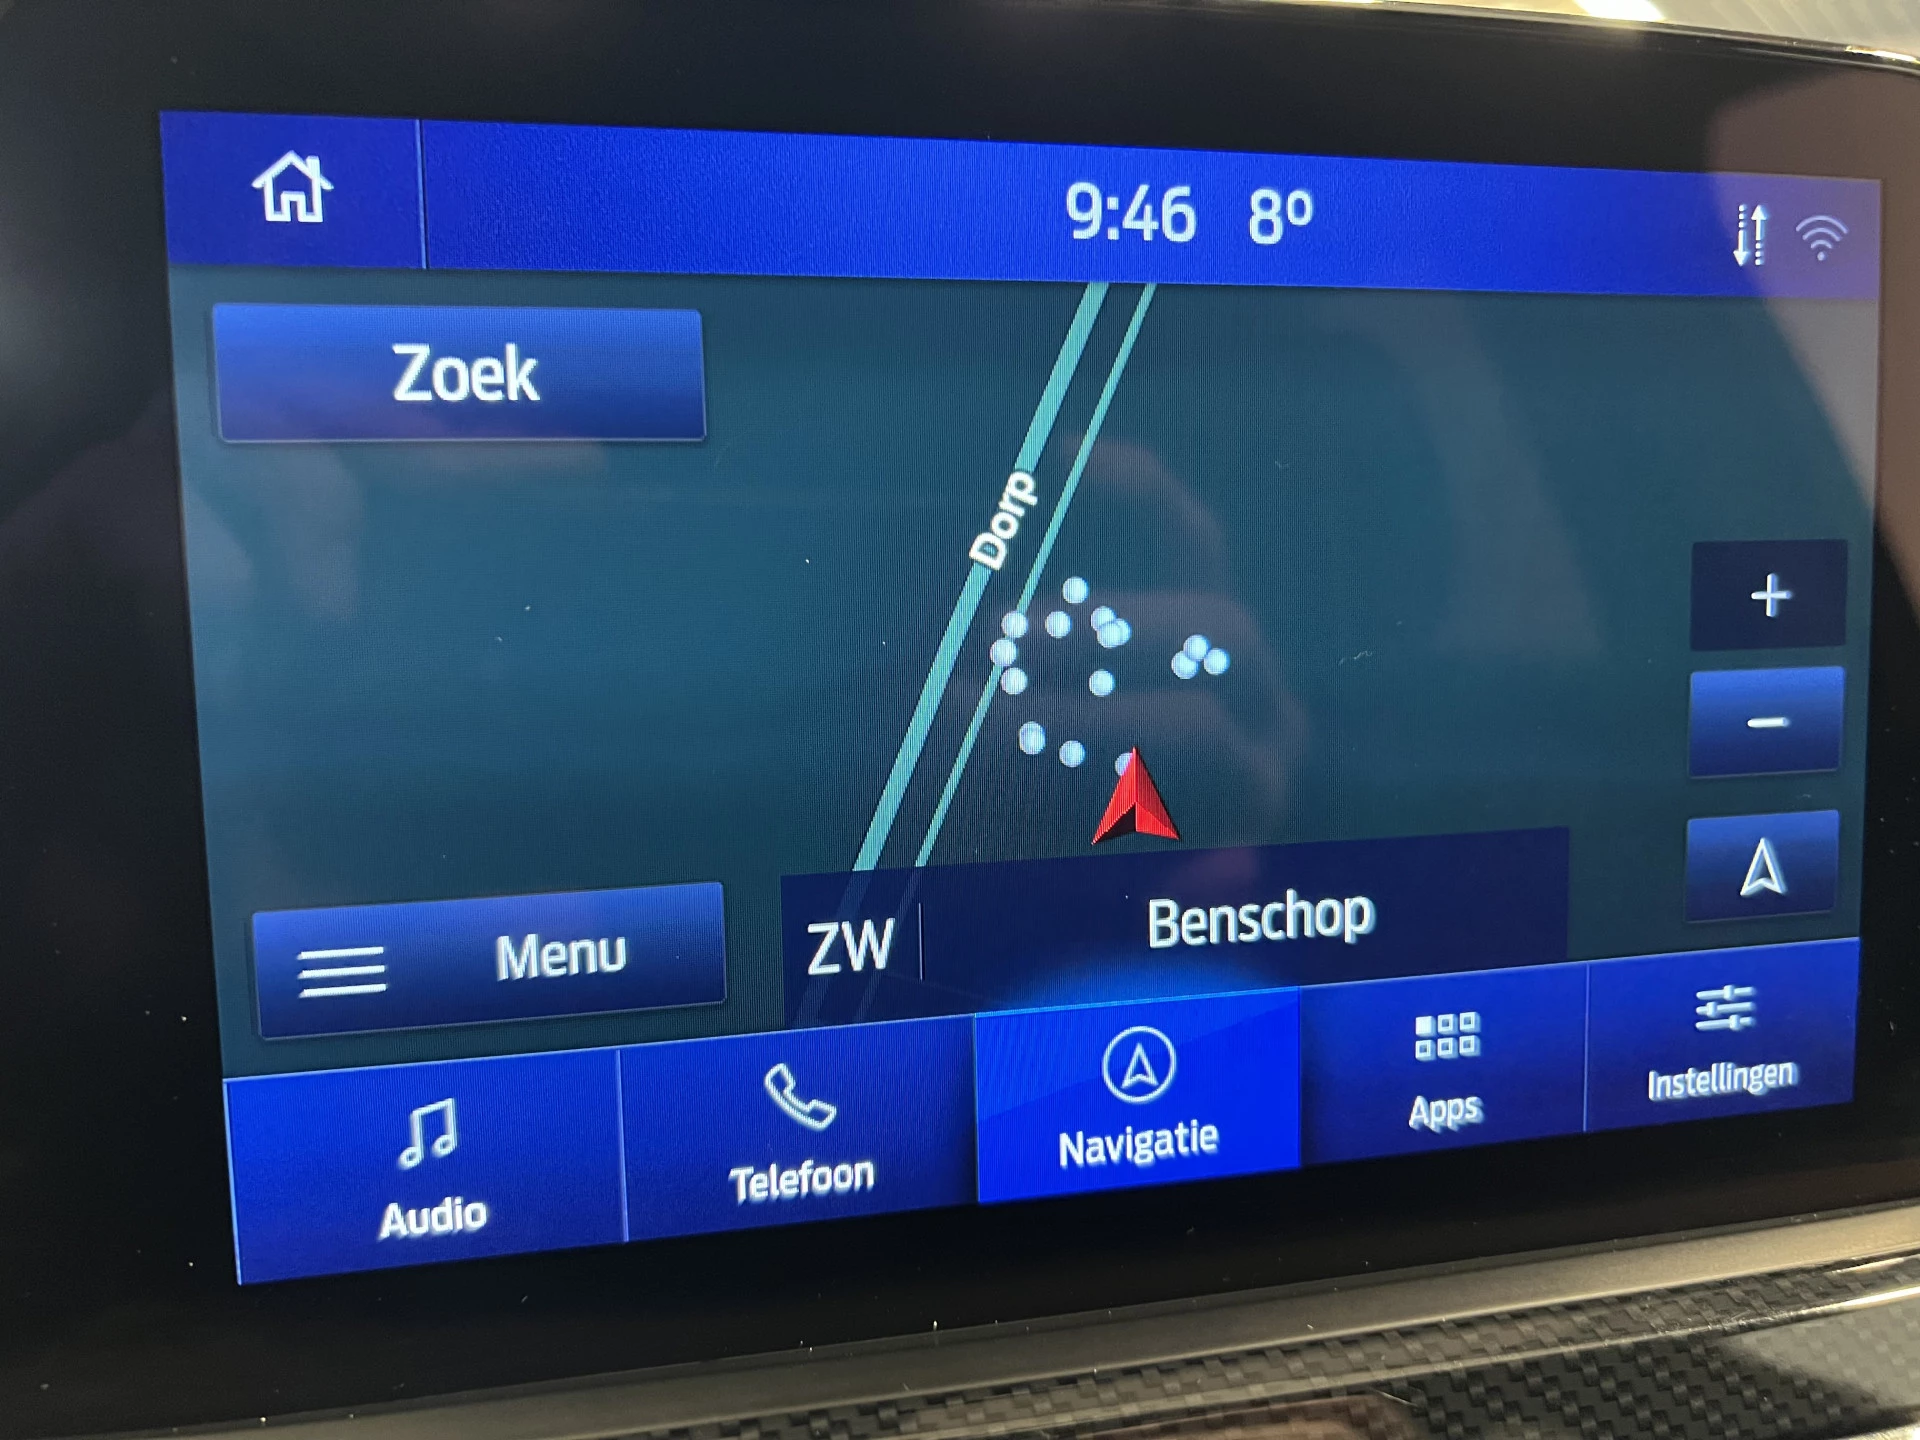 9:46 8º
Zoek
Dorp
+
−
ZW Benschop
Menu
Audio
Telefoon
Navigatie
Apps
Instellingen